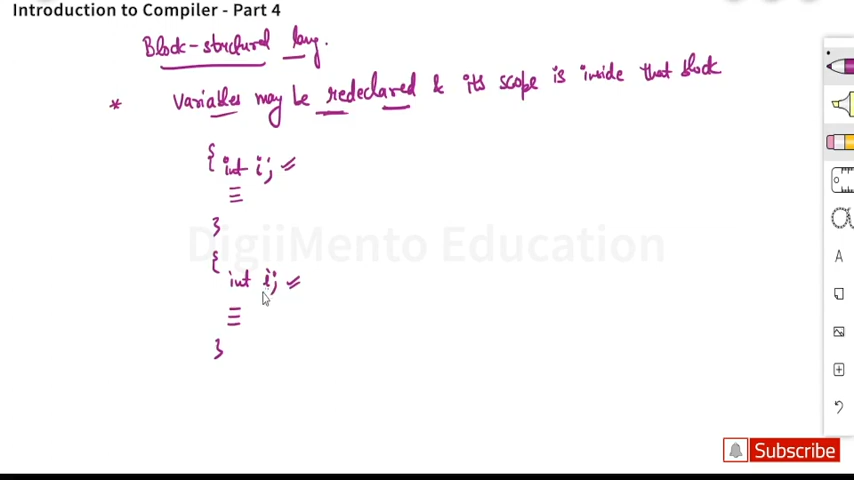 Introduction to Compiler - Part 4
Block-structured lang.
* Variables may be redeclared & its scope is inside that block
{ int i;
}
DigiiMento Education
{
int i;
}
A
Subscribe